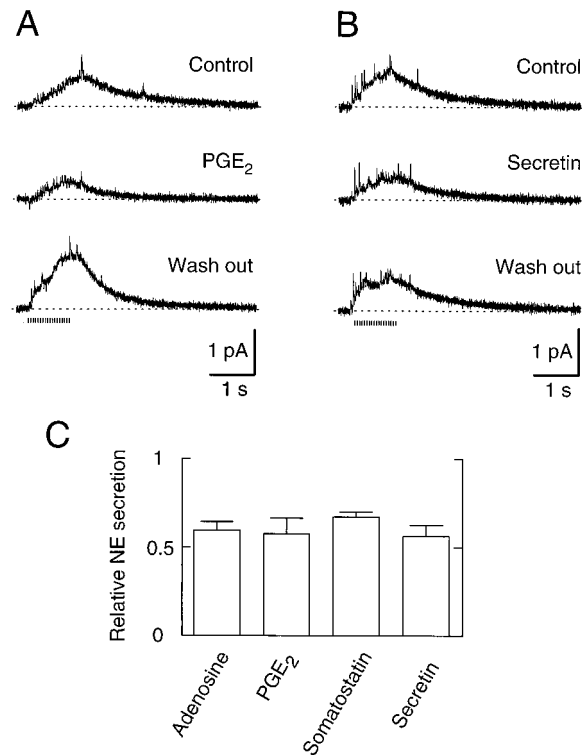 A
B
Control
Control
PGE2
Secretin
Wash out
Wash out
1 pA
1 s
1 pA
1 s
C
Relative NE secretion
1
0.5
0
Adenosine
PGE2
Somatostatin
Secretin